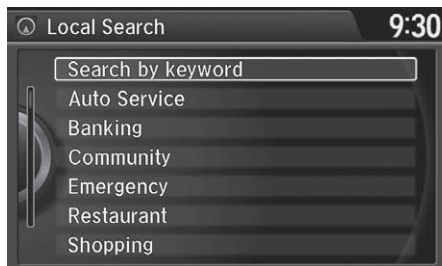 Local Search
9:30
Search by keyword
Auto Service
Banking
Community
Emergency
Restaurant
Shopping